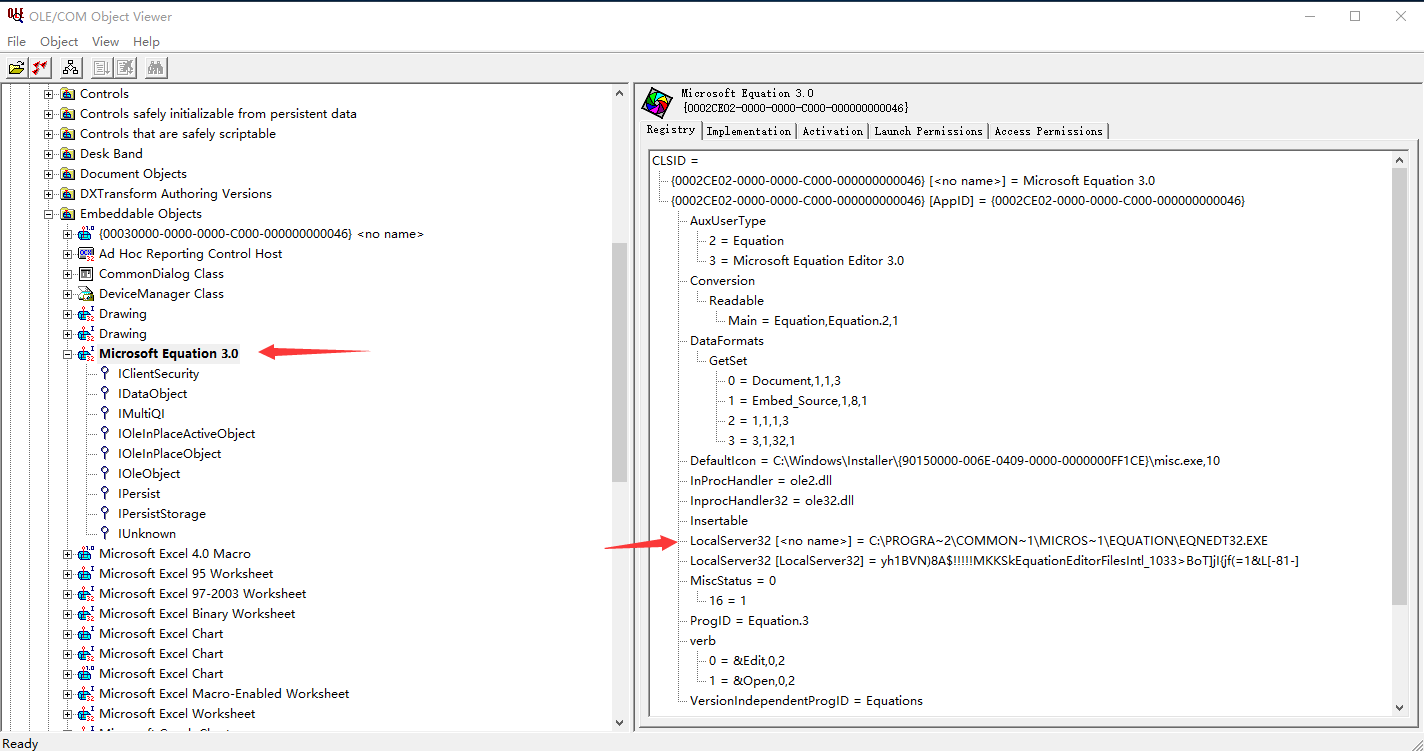 OLE/COM Object Viewer
File Object View Help
Controls
Controls safely initializable from persistent data
Controls that are safely scriptable
Desk Band
Document Objects
DXTransform Authoring Versions
Embeddable Objects
{00030000-0000-0000-C000-000000000046} <no name>
Ad Hoc Reporting Control Host
CommonDialog Class
DeviceManager Class
Drawing
Drawing
Microsoft Equation 3.0
IClientSecurity
IDataObject
IMultiQI
IOleInPlaceActiveObject
IOleInPlaceObject
IOleObject
IPersist
IPersistStorage
IUnknown
Microsoft Excel 4.0 Macro
Microsoft Excel 95 Worksheet
Microsoft Excel 97-2003 Worksheet
Microsoft Excel Binary Worksheet
Microsoft Excel Chart
Microsoft Excel Chart
Microsoft Excel Chart
Microsoft Excel Macro-Enabled Worksheet
Microsoft Excel Worksheet
Microsoft Equation 3.0
{0002CE02-0000-0000-C000-000000000046}
Registry Implementation Activation Launch Permissions Access Permissions
CLSID =
{0002CE02-0000-0000-C000-000000000046} [<no name>] = Microsoft Equation 3.0
{0002CE02-0000-0000-C000-000000000046} [AppID] = {0002CE02-0000-0000-C000-000000000046}
AuxUserType
2 = Equation
3 = Microsoft Equation Editor 3.0
Conversion
Readable
Main = Equation,Equation.2,1
DataFormats
GetSet
0 = Document,1,1,3
1 = Embed_Source,1,8,1
2 = 1,1,1,3
3 = 3,1,32,1
DefaultIcon = C:\Windows\Installer\{90150000-006E-0409-0000-0000000FF1CE}\misc.exe,10
InProcHandler = ole2.dll
InprocHandler32 = ole32.dll
Insertable
LocalServer32 [<no name>] = C:\PROGRA~2\COMMON~1\MICROS~1\EQUATION\EQNEDT32.EXE
LocalServer32 [LocalServer32] = yh1BVN)8A$!!!!!MKKSkEquationEditorFilesIntl_1033>BoT]jI{jf(=1&L[-81-]
MiscStatus = 0
16 = 1
ProgID = Equation.3
verb
0 = &Edit,0,2
1 = &Open,0,2
VersionIndependentProgID = Equations
Ready